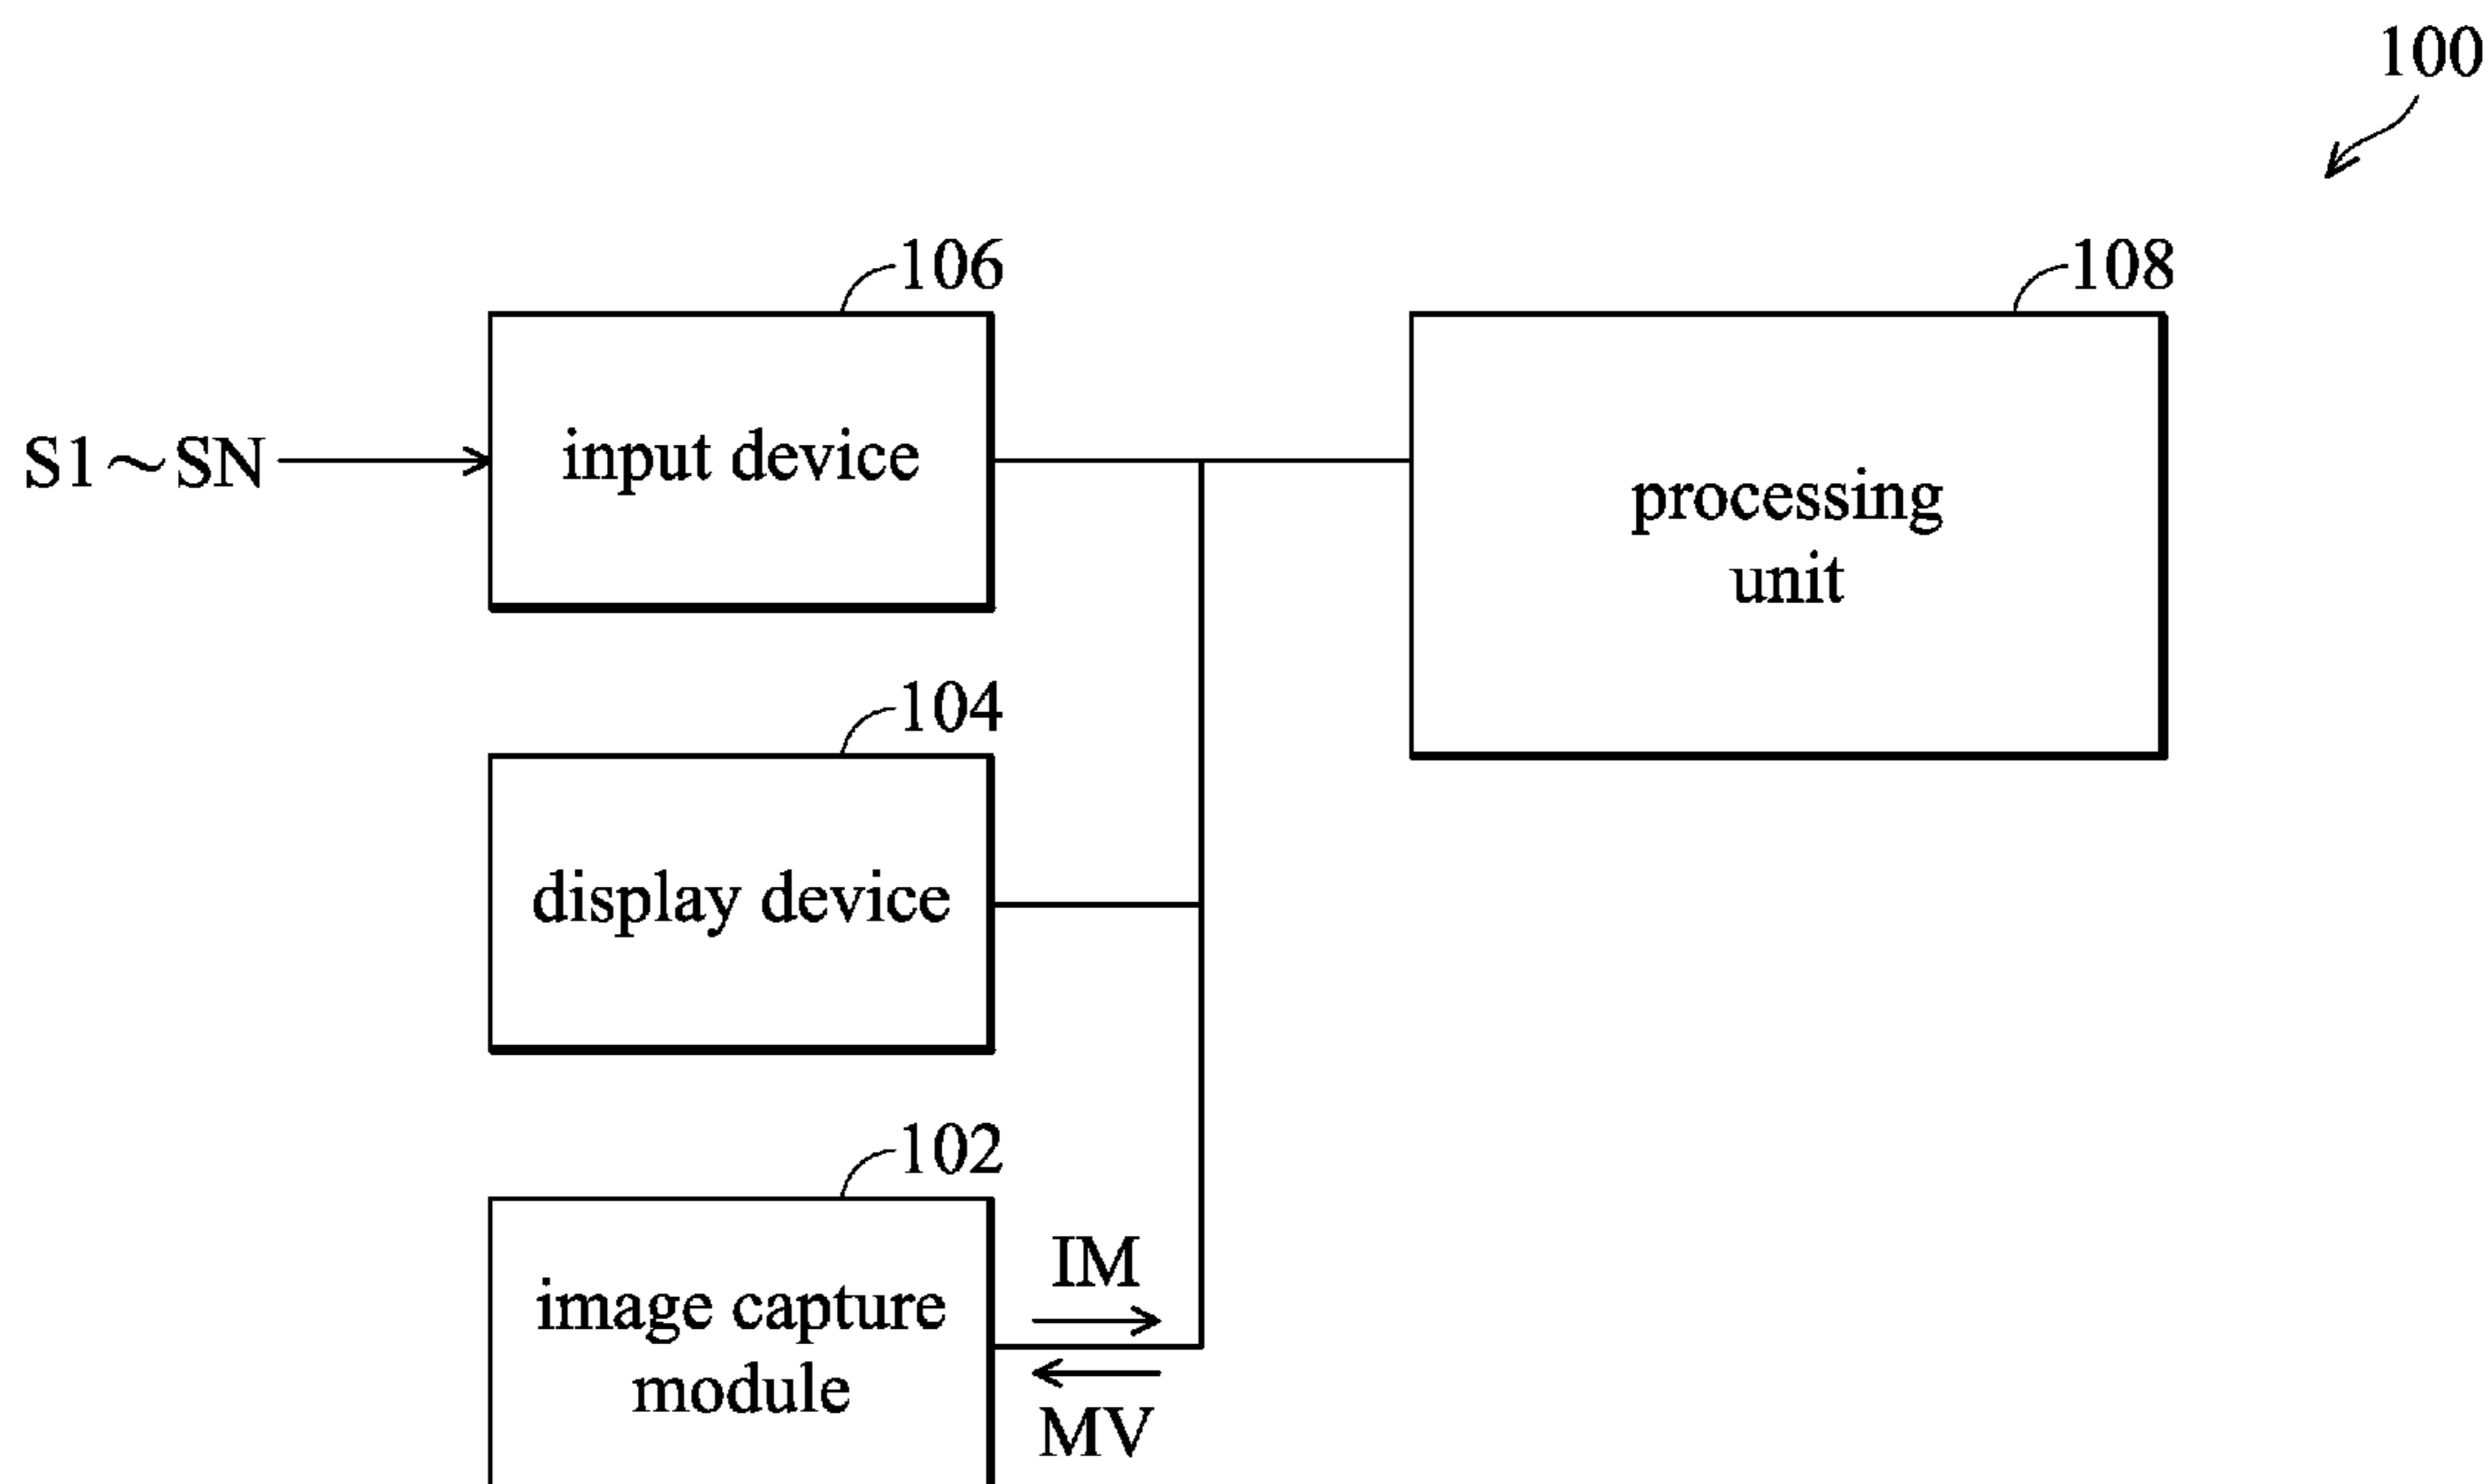 100
106
108
S1～SN
input device
processing
unit
104
display device
102
image capture
module
IM
MV